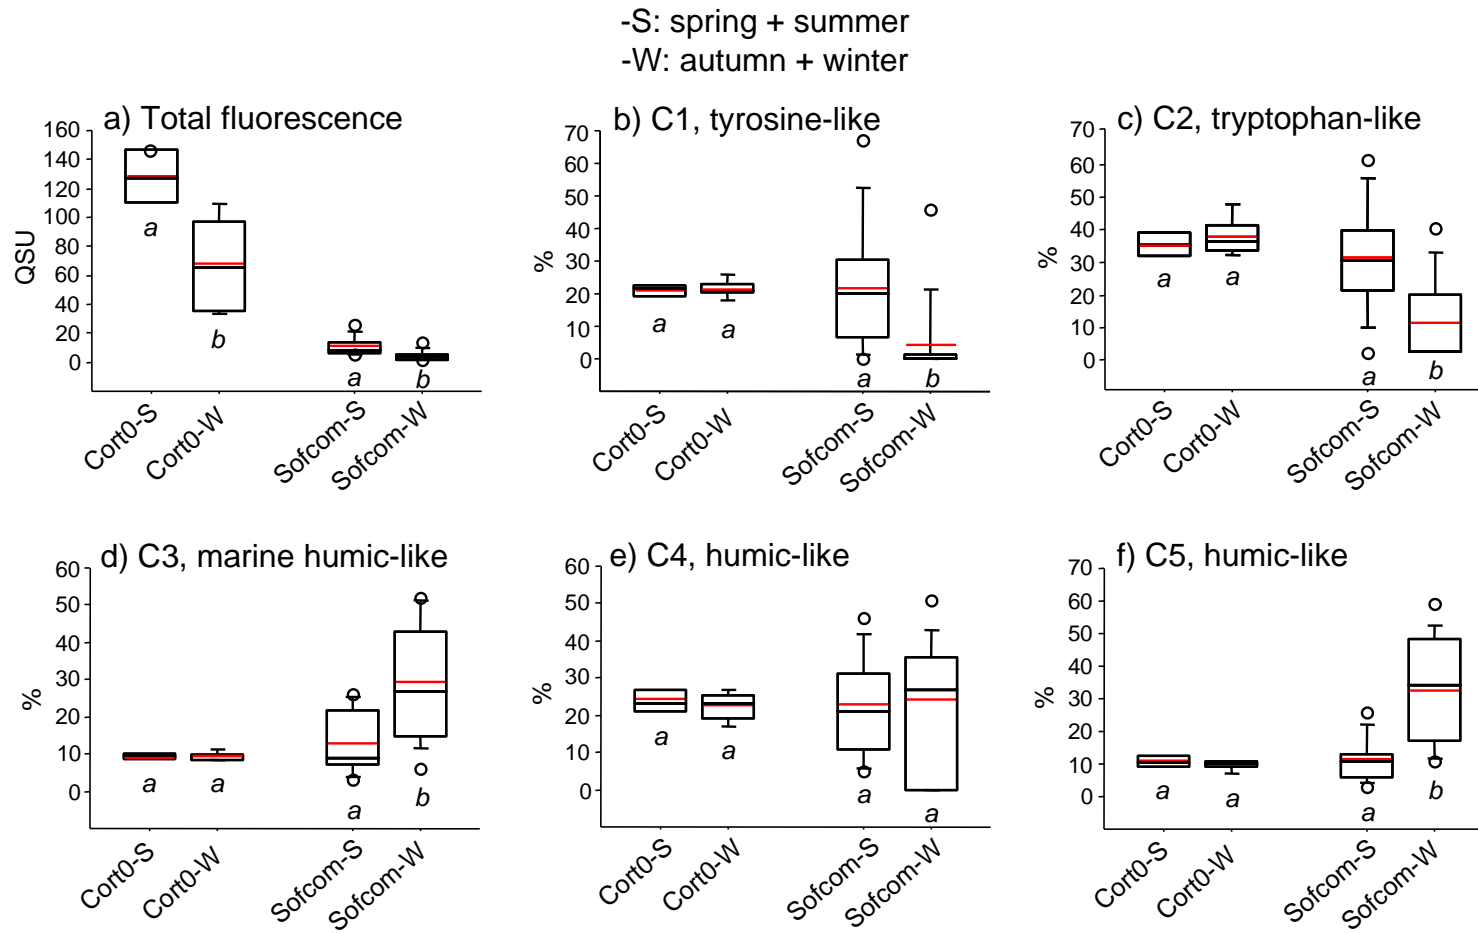 -S: spring + summer
-W: autumn + winter
a) Total fluorescence
160
140
120
100
80
60
40
20
0
QSU
a
b
a
b
Cort0-S
Cort0-W
Sofcom-S
Sofcom-W
b) C1, tyrosine-like
70
60
50
40
30
20
10
0
%
a
a
a
b
Cort0-S
Cort0-W
Sofcom-S
Sofcom-W
c) C2, tryptophan-like
70
60
50
40
30
20
10
0
%
a
a
a
b
Cort0-S
Cort0-W
Sofcom-S
Sofcom-W
d) C3, marine humic-like
60
50
40
30
20
10
0
%
a
a
a
b
Cort0-S
Cort0-W
Sofcom-S
Sofcom-W
e) C4, humic-like
60
50
40
30
20
10
0
%
a
a
a
a
Cort0-S
Cort0-W
Sofcom-S
Sofcom-W
f) C5, humic-like
70
60
50
40
30
20
10
0
%
a
a
a
b
Cort0-S
Cort0-W
Sofcom-S
Sofcom-W